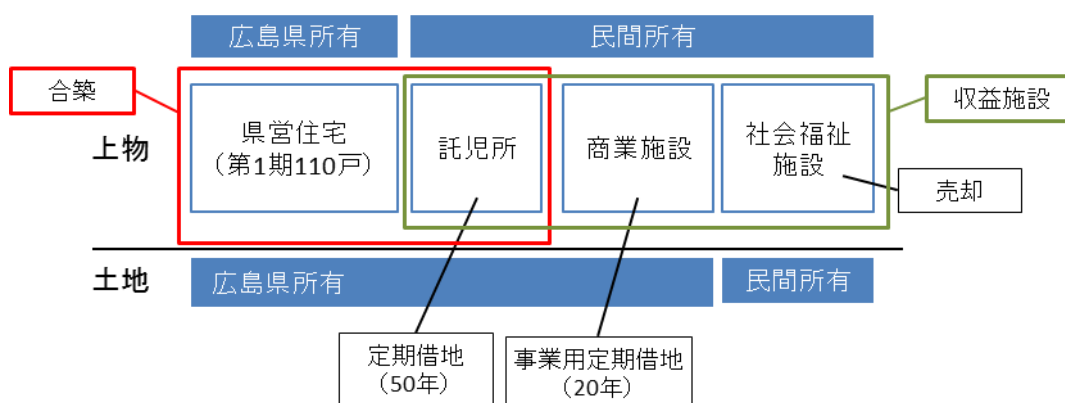 広島県所有
民間所有
合築
収益施設
上物
県営住宅
（第1期110戸）
託児所
商業施設
社会福祉
施設
売却
土地
広島県所有
民間所有
定期借地
（50年）
事業用定期借地
（20年）